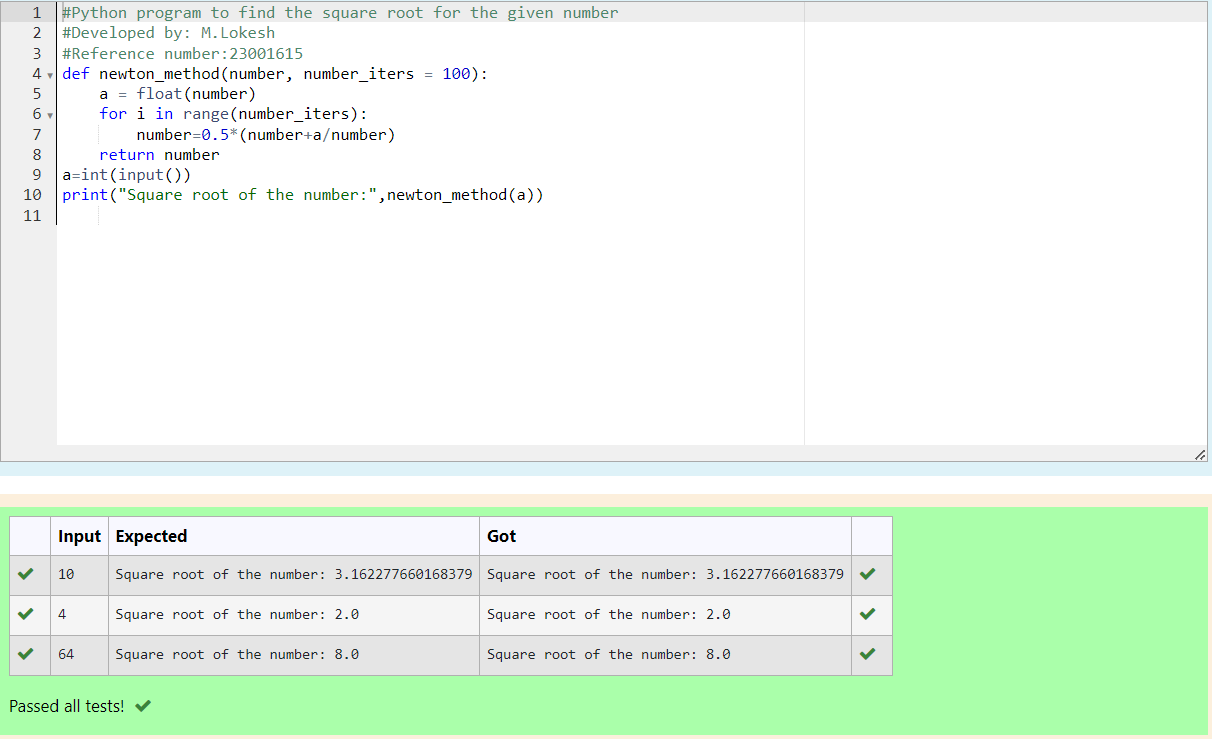 1 #Python program to find the square root for the given number
2 #Developed by: M.Lokesh
3 #Reference number:23001615
4 def newton_method(number, number_iters = 100):
5 a = float(number)
6 for i in range(number_iters):
7 number=0.5*(number+a/number)
8 return number
9 a=int(input())
10 print("Square root of the number:",newton_method(a))
11
Input Expected Got
10 Square root of the number: 3.162277660168379 Square root of the number: 3.162277660168379
4 Square root of the number: 2.0 Square root of the number: 2.0
64 Square root of the number: 8.0 Square root of the number: 8.0
Passed all tests!